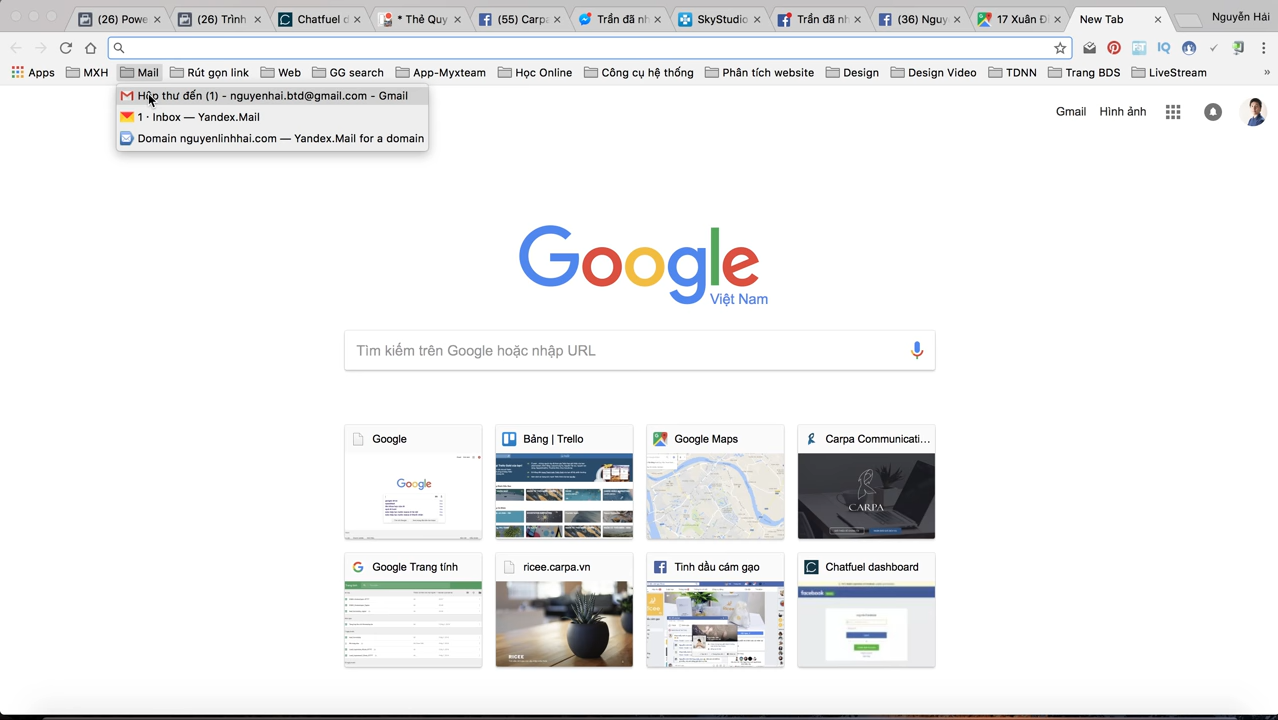 (26) Powe
(26) Trình
Chatfuel d
* Thẻ Quy
(55) Carpa
Trần đã nh
SkyStudio
Trần đã nh
(36) Nguy
17 Xuân Đ
New Tab
Nguyễn Hải
Apps
MXH
Mail
Rút gọn link
Web
GG search
App-Myxteam
Học Online
Công cụ hệ thống
Phân tích website
Design
Design Video
TDNN
Trang BDS
LiveStream
»
Hộp thư đến (1) - nguyenhai.btd@gmail.com - Gmail
1 · Inbox — Yandex.Mail
Domain nguyenlinhhai.com — Yandex.Mail for a domain
Gmail
Hình ảnh
Google
Việt Nam
Tìm kiếm trên Google hoặc nhập URL
Google
Bảng | Trello
Google Maps
Carpa Communicati...
Google
CARPA
Google Trang tính
ricee.carpa.vn
Tinh dầu cám gạo
Chatfuel dashboard
RICEE
facebook